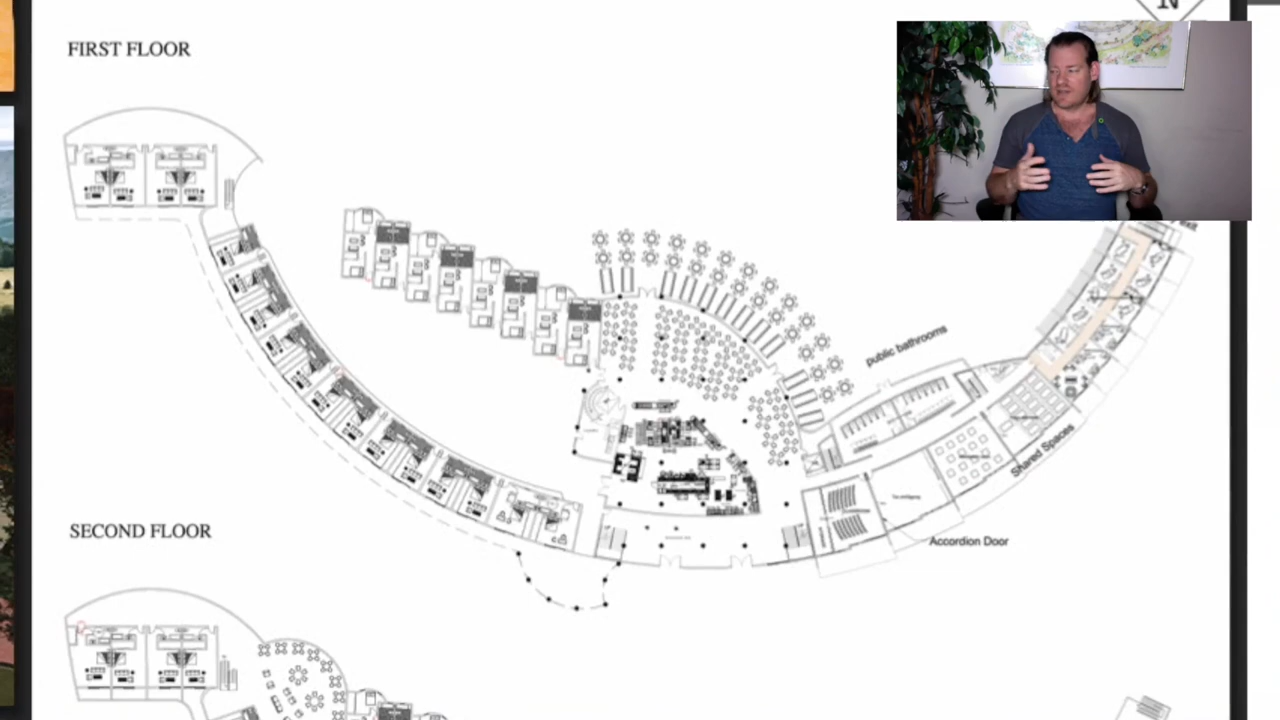 N
FIRST FLOOR
public bathrooms
Shared Spaces
Accordion Door
SECOND FLOOR